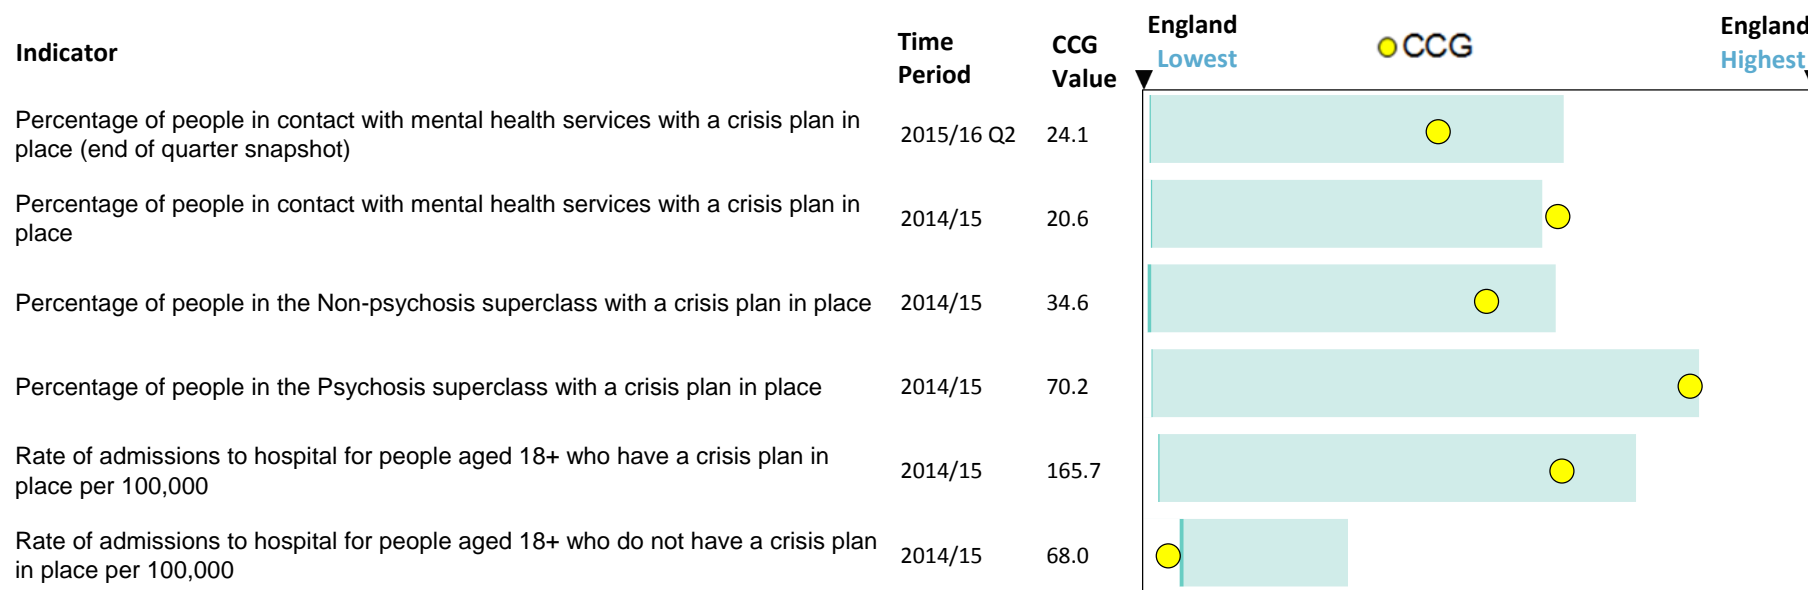 Indicator
Time
Period
CCG
Value
England
Lowest
CCG
England
Highest
Percentage of people in contact with mental health services with a crisis plan in
place (end of quarter snapshot)
2015/16 Q2
24.1
Percentage of people in contact with mental health services with a crisis plan in
place
2014/15
20.6
Percentage of people in the Non-psychosis superclass with a crisis plan in place
2014/15
34.6
Percentage of people in the Psychosis superclass with a crisis plan in place
2014/15
70.2
Rate of admissions to hospital for people aged 18+ who have a crisis plan in
place per 100,000
2014/15
165.7
Rate of admissions to hospital for people aged 18+ who do not have a crisis plan
in place per 100,000
2014/15
68.0